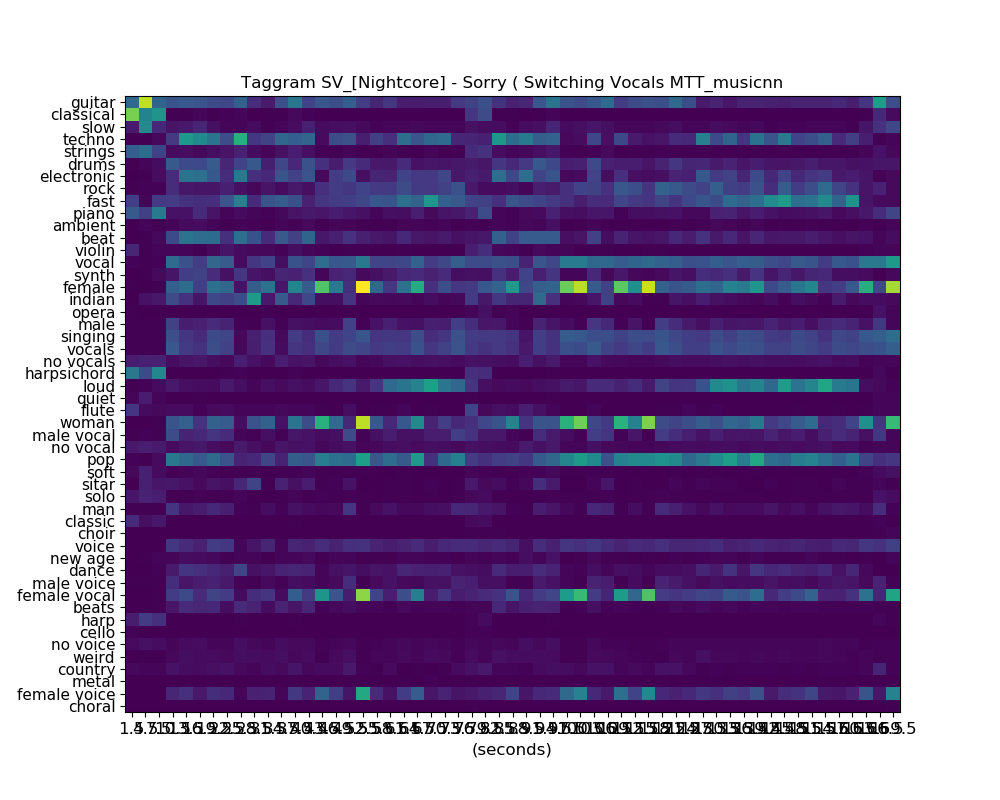 Taggram SV_[Nightcore] - Sorry ( Switching Vocals MTT_musicnn
guitar
classical
slow
techno
strings
drums
electronic
rock
fast
piano
ambient
beat
violin
vocal
synth
female
indian
opera
male
singing
vocals
no vocals
harpsichord
loud
quiet
flute
woman
male vocal
no vocal
pop
soft
sitar
solo
man
classic
choir
voice
new age
dance
male voice
female vocal
beats
harp
cello
no voice
weird
country
metal
female voice
choral
(seconds)